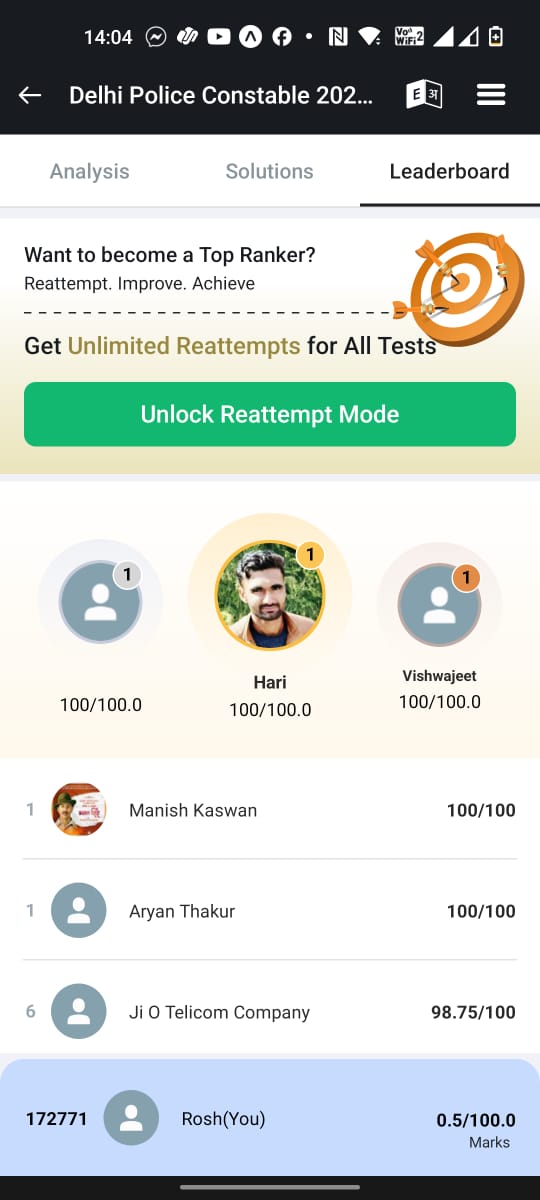 14:04
Vo WiFi 2
Delhi Police Constable 202...
E अ
Analysis
Solutions
Leaderboard
Want to become a Top Ranker?
Reattempt. Improve. Achieve
Get Unlimited Reattempts for All Tests
Unlock Reattempt Mode
1
1
1
100/100.0
Hari
100/100.0
Vishwajeet
100/100.0
1 Manish Kaswan 100/100
1 Aryan Thakur 100/100
6 Ji O Telicom Company 98.75/100
172771 Rosh(You) 0.5/100.0
Marks